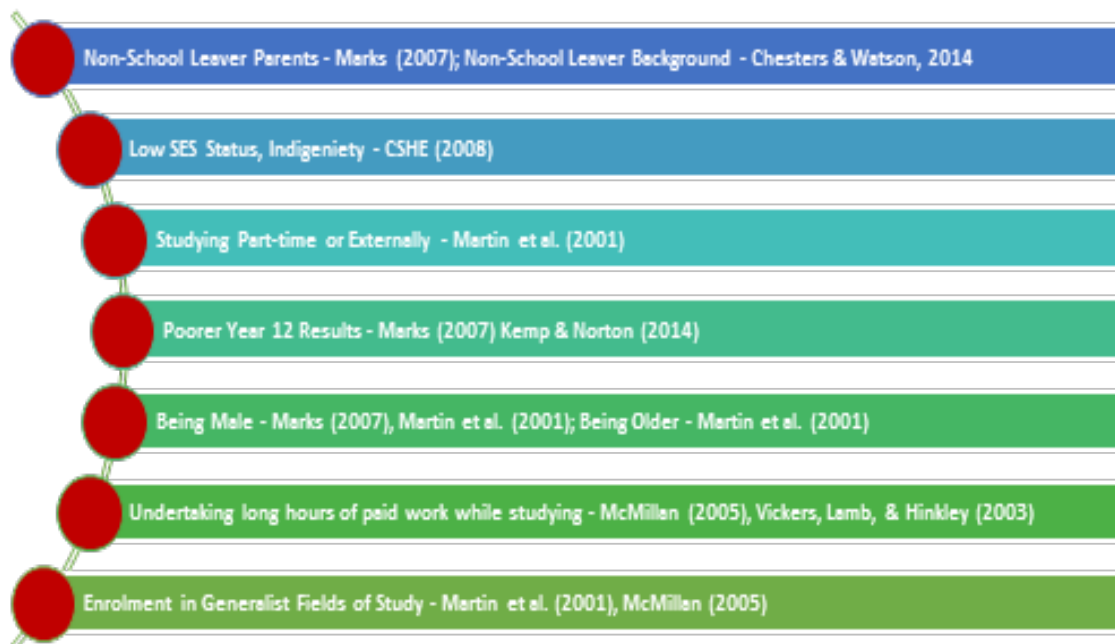 Non-School Leaver Parents - Marks (2007); Non-School Leaver Background - Chesters & Watson, 2014
Low SES Status, Indigeniety - CSHE (2008)
Studying Part-time or Externally - Martin et al. (2001)
Poorer Year 12 Results - Marks (2007) Kemp & Norton (2014)
Being Male - Marks (2007), Martin et al. (2001); Being Older - Martin et al. (2001)
Undertaking long hours of paid work while studying - McMillan (2005), Vickers, Lamb, & Hinkley (2003)
Enrolment in Generalist Fields of Study - Martin et al. (2001), McMillan (2005)